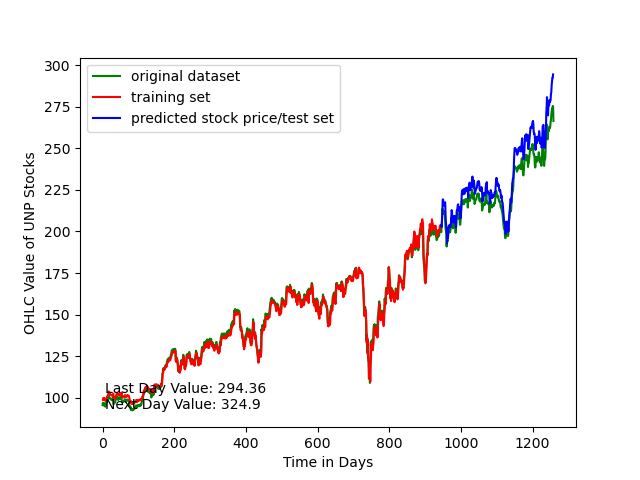 original dataset
training set
predicted stock price/test set
300
275
250
225
200
175
150
125
100
OHLC Value of UNP Stocks
Last Day Value: 294.36
Next Day Value: 324.9
0 200 400 600 800 1000 1200
Time in Days